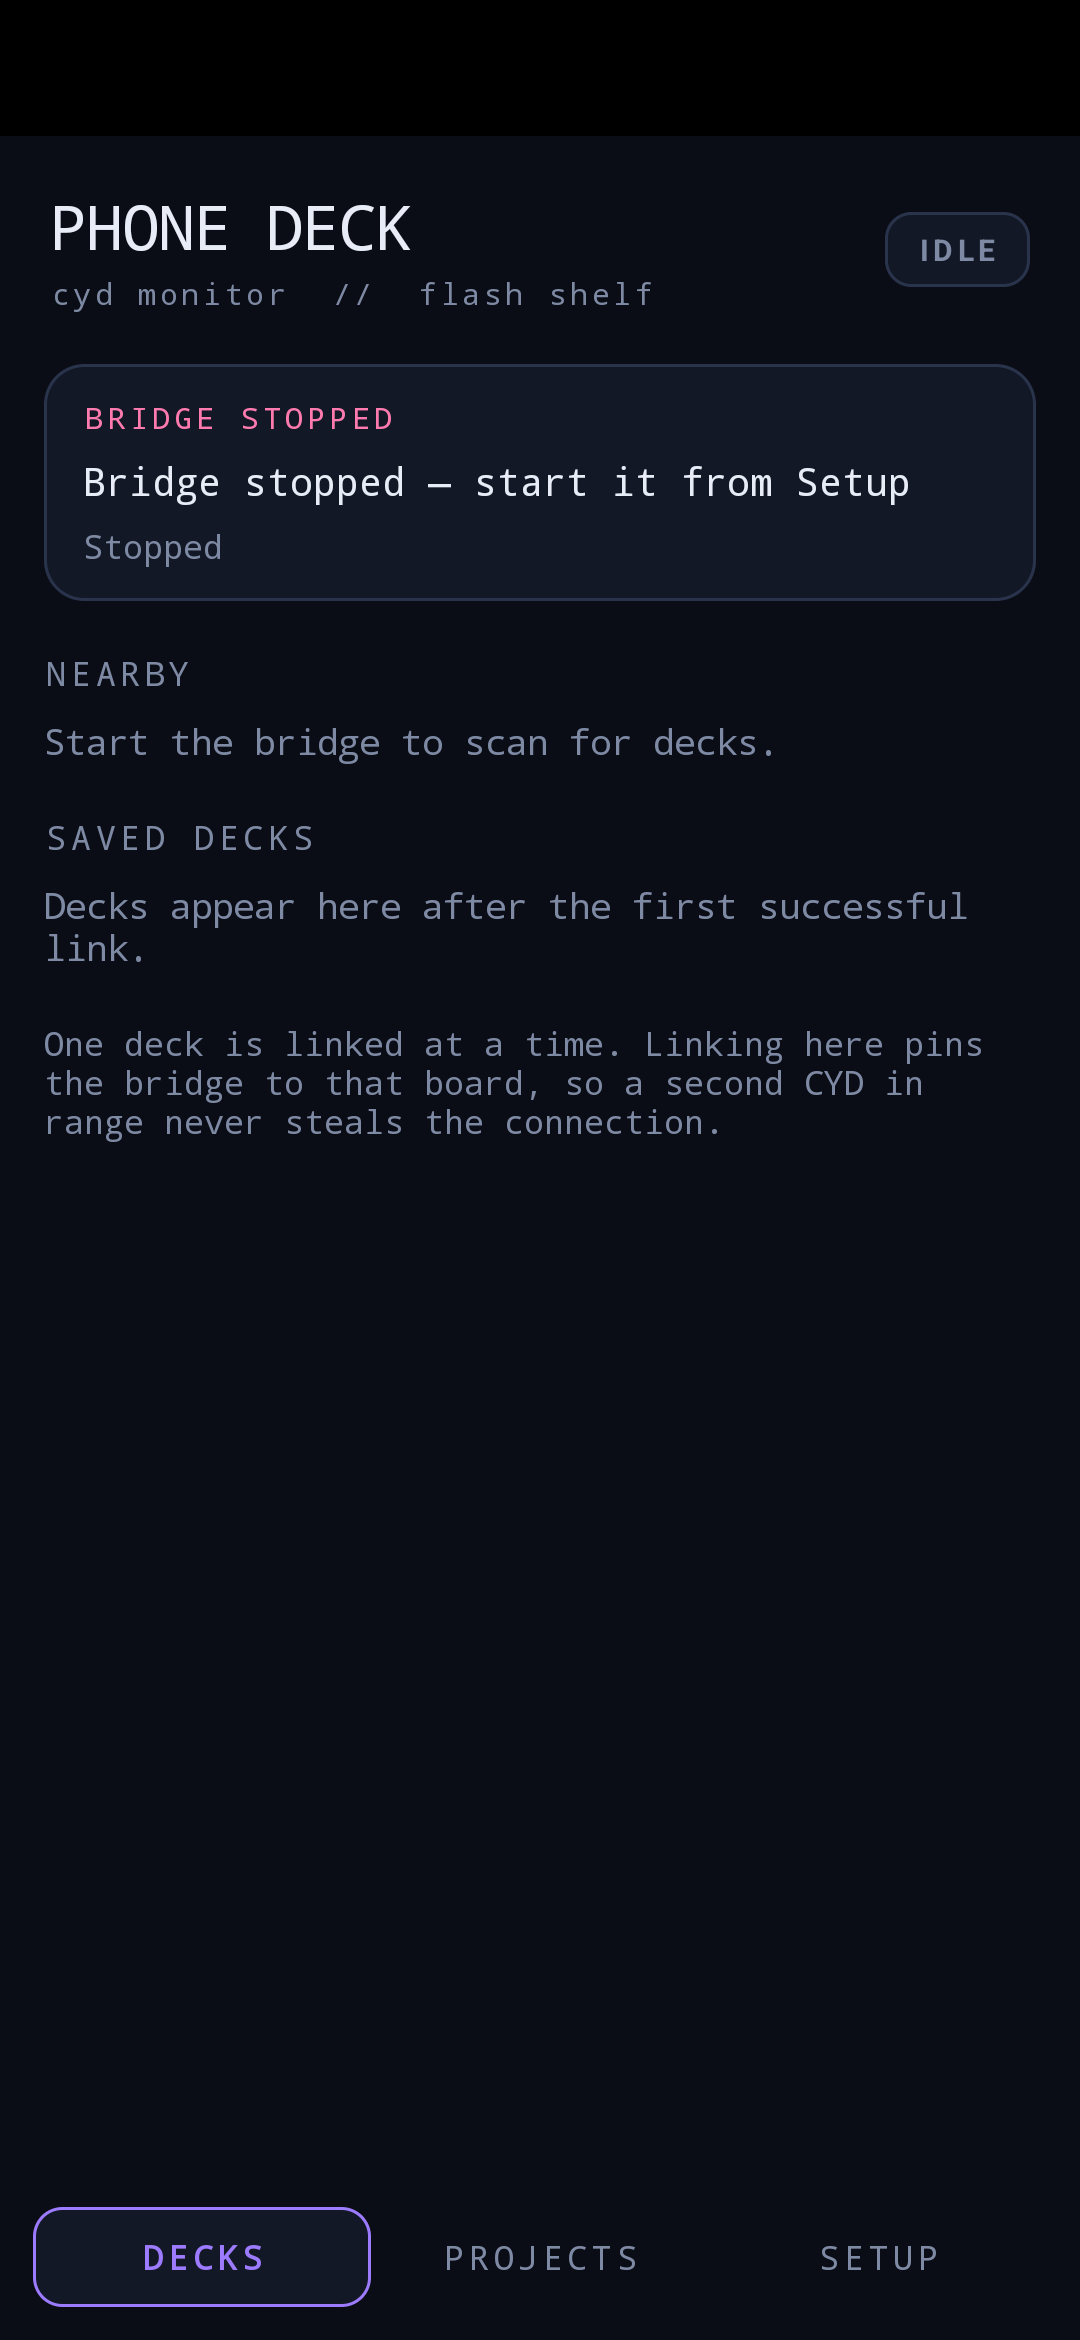 PHONE DECK
IDLE
cyd monitor // flash shelf
BRIDGE STOPPED
Bridge stopped — start it from Setup
Stopped
NEARBY
Start the bridge to scan for decks.
SAVED DECKS
Decks appear here after the first successful
link.
One deck is linked at a time. Linking here pins
the bridge to that board, so a second CYD in
range never steals the connection.
DECKS
PROJECTS
SETUP